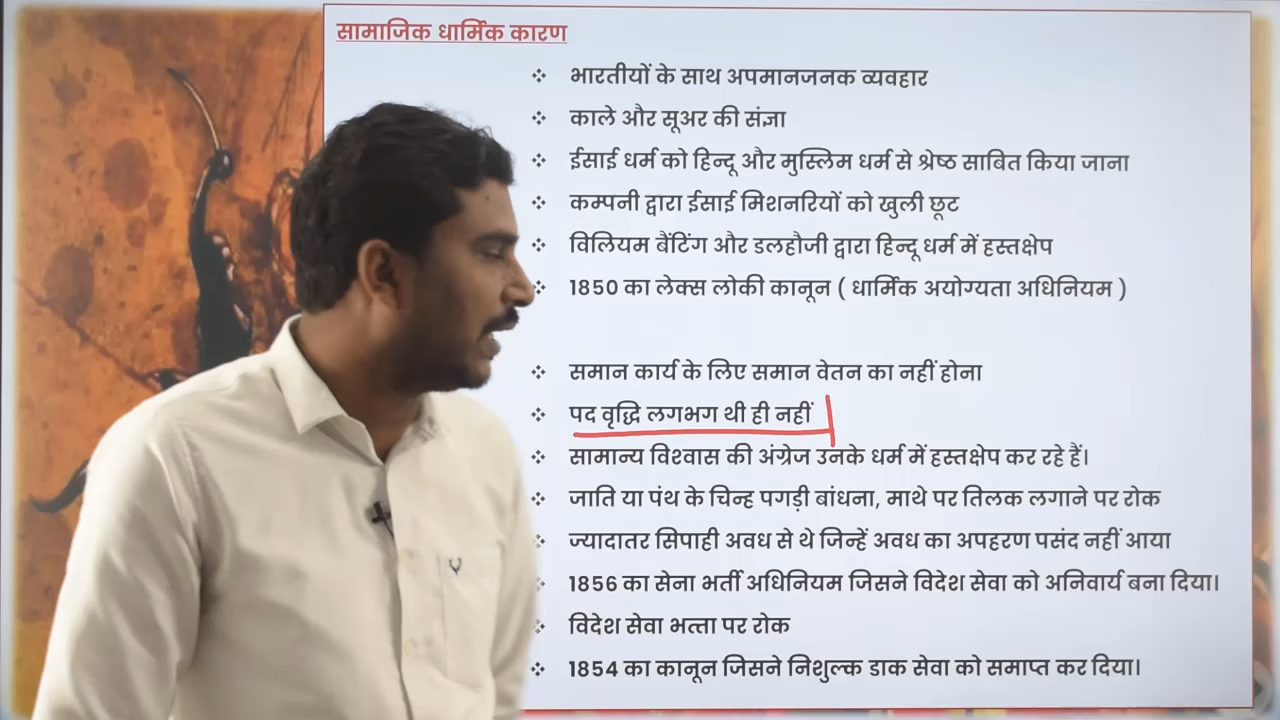 सामाजिक धार्मिक कारण
भारतीयों के साथ अपमानजनक व्यवहार
काले और सूअर की संज्ञा
ईसाई धर्म को हिन्दू और मुस्लिम धर्म से श्रेष्ठ साबित किया जाना
कम्पनी द्वारा ईसाई मिशनरियों को खुली छूट
विलियम बैंटिंग और डलहौजी द्वारा हिन्दू धर्म में हस्तक्षेप
1850 का लेक्स लोकी कानून ( धार्मिक अयोग्यता अधिनियम )
समान कार्य के लिए समान वेतन का नहीं होना
पद वृद्धि लगभग थी ही नहीं
सामान्य विश्वास की अंग्रेज उनके धर्म में हस्तक्षेप कर रहे हैं।
जाति या पंथ के चिन्ह पगड़ी बांधना, माथे पर तिलक लगाने पर रोक
ज्यादातर सिपाही अवध से थे जिन्हें अवध का अपहरण पसंद नहीं आया
1856 का सेना भर्ती अधिनियम जिसने विदेश सेवा को अनिवार्य बना दिया।
विदेश सेवा भत्ता पर रोक
1854 का कानून जिसने निशुल्क डाक सेवा को समाप्त कर दिया।